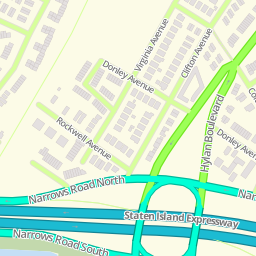 Virginia Avenue
Clifton Avenue
Donley Avenue
Hylan Boulevard
Rockwell Avenue
Donley Avenue
Narrows Road North
Staten Island Expressway
Narrows Road South